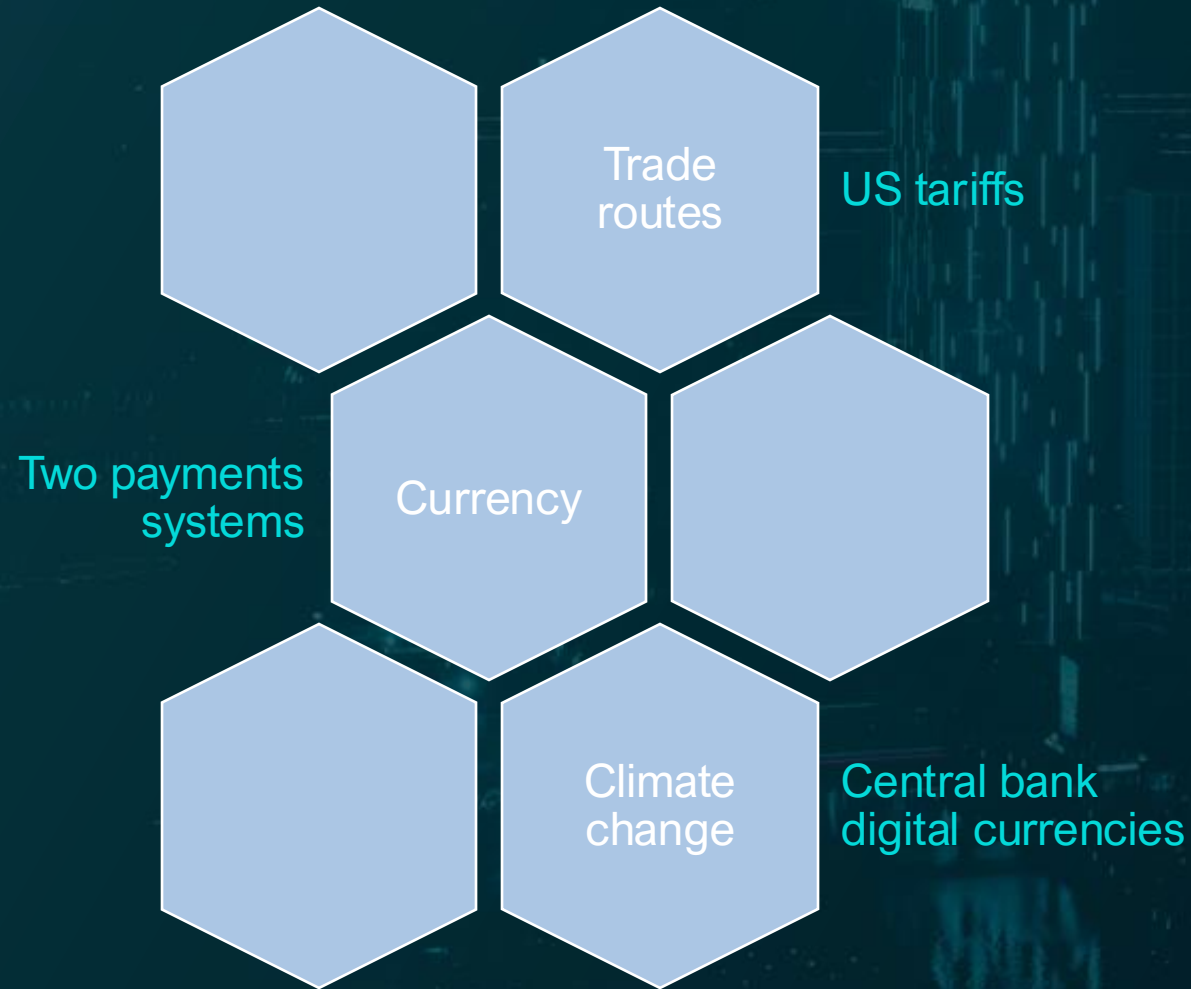 Trade
routes
US tariffs
Two payments
systems
Currency
Climate
change
Central bank
digital currencies